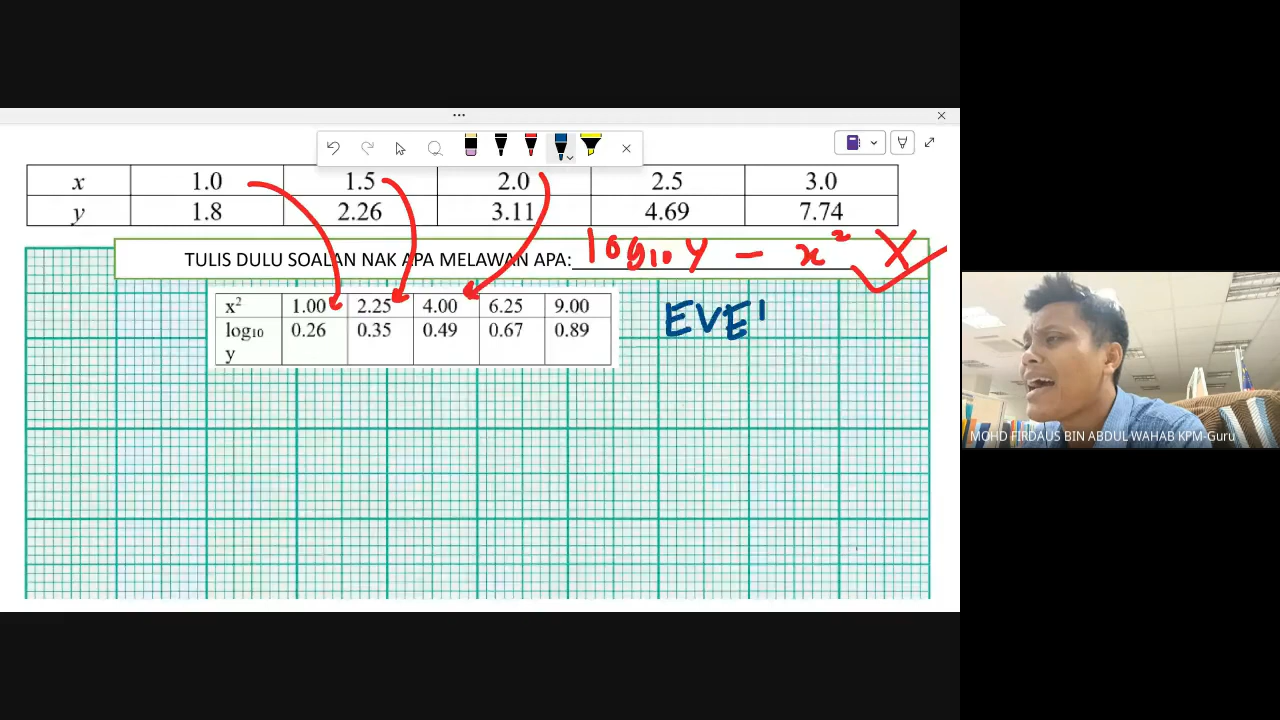 x 1.0 1.5 2.0 2.5 3.0
y 1.8 2.26 3.11 4.69 7.74
TULIS DULU SOALAN NAK APA MELAWAN APA: log10 y - x² X
x² 1.00 2.25 4.00 6.25 9.00
log10 0.26 0.35 0.49 0.67 0.89
y
EVE
MOHD FIRDAUS BIN ABDUL WAHAB KPM-Guru